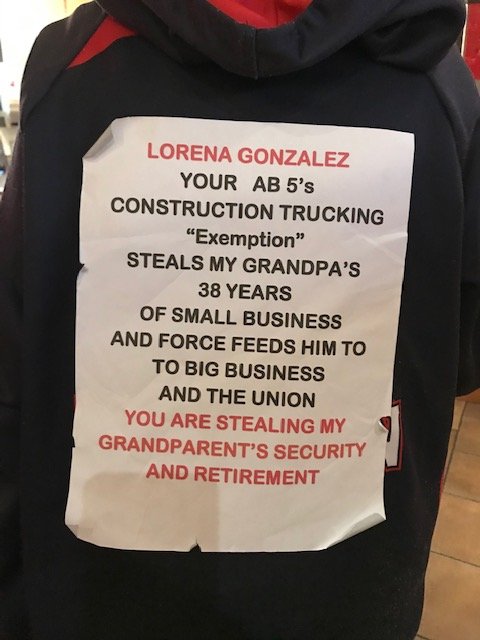 LORENA GONZALEZ
YOUR AB 5's
CONSTRUCTION TRUCKING
“Exemption”
STEALS MY GRANDPA'S
38 YEARS
OF SMALL BUSINESS
AND FORCE FEEDS HIM TO
TO BIG BUSINESS
AND THE UNION
YOU ARE STEALING MY
GRANDPARENT'S SECURITY
AND RETIREMENT